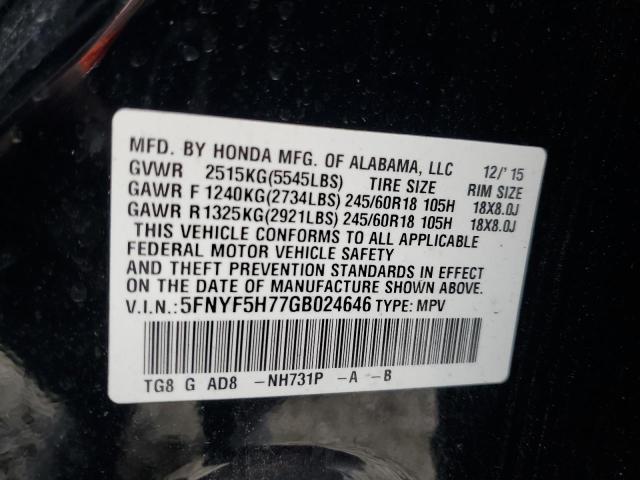 MFD. BY HONDA MFG. OF ALABAMA, LLC 12/'15
GVWR 2515KG(5545LBS) TIRE SIZE RIM SIZE
GAWR F 1240KG(2734LBS) 245/60R18 105H 18X8.0J
GAWR R 1325KG(2921LBS) 245/60R18 105H 18X8.0J
THIS VEHICLE CONFORMS TO ALL APPLICABLE
FEDERAL MOTOR VEHICLE SAFETY
AND THEFT PREVENTION STANDARDS IN EFFECT
ON THE DATE OF MANUFACTURE SHOWN ABOVE.
V.I.N.:5FNYF5H77GB024646 TYPE: MPV
TG8 G AD8 -NH731P -A -B